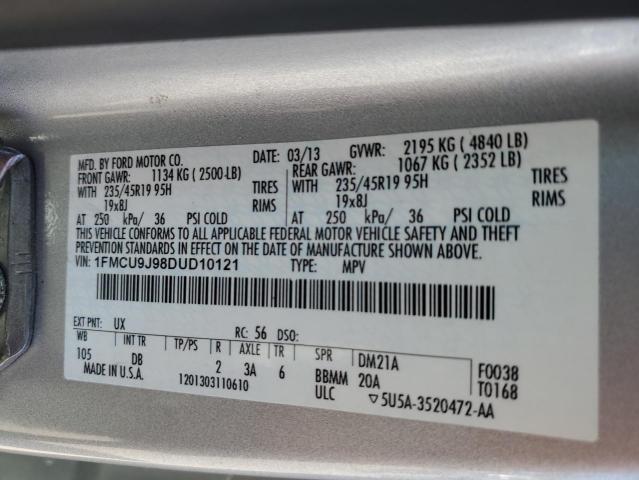 MFD. BY FORD MOTOR CO.
DATE: 03/13 GVWR: 2195 KG ( 4840 LB)
FRONT GAWR: 1134 KG ( 2500-LB) REAR GAWR: 1067 KG ( 2352 LB)
WITH 235/45R19 95H TIRES WITH 235/45R19 95H TIRES
19x8J RIMS 19x8J RIMS
AT 250 kPa/ 36 PSI COLD AT 250 kPa/ 36 PSI COLD
THIS VEHICLE CONFORMS TO ALL APPLICABLE FEDERAL MOTOR VEHICLE SAFETY AND THEFT
PREVENTION STANDARDS IN EFFECT ON THE DATE OF MANUFACTURE SHOWN ABOVE.
VIN: 1FMCU9J98DUD10121 TYPE: MPV
EXT PNT: UX RC: 56 DSO:
WB INT TR TP/PS R AXLE TR SPR DM21A F0038
105 DB 2 3A 6 BBMM 20A T0168
MADE IN U.S.A. 1201303110610 ULC ▽5U5A-3520472-AA